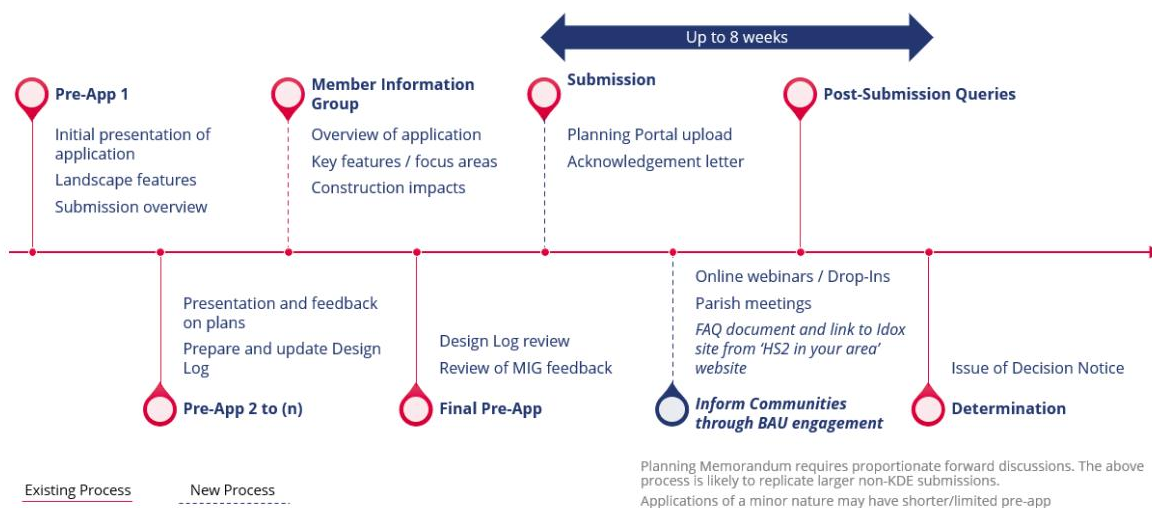 Up to 8 weeks
Pre-App 1
Initial presentation of
application
Landscape features
Submission overview
Member Information
Group
Overview of application
Key features / focus areas
Construction impacts
Submission
Planning Portal upload
Acknowledgement letter
Post-Submission Queries
Presentation and feedback
on plans
Prepare and update Design
Log
Pre-App 2 to (n)
Design Log review
Review of MIG feedback
Final Pre-App
Online webinars / Drop-Ins
Parish meetings
FAQ document and link to Idox
site from ‘HS2 in your area’
website
Inform Communities
through BAU engagement
Issue of Decision Notice
Determination
Existing Process
New Process
Planning Memorandum requires proportionate forward discussions. The above
process is likely to replicate larger non-KDE submissions.
Applications of a minor nature may have shorter/limited pre-app